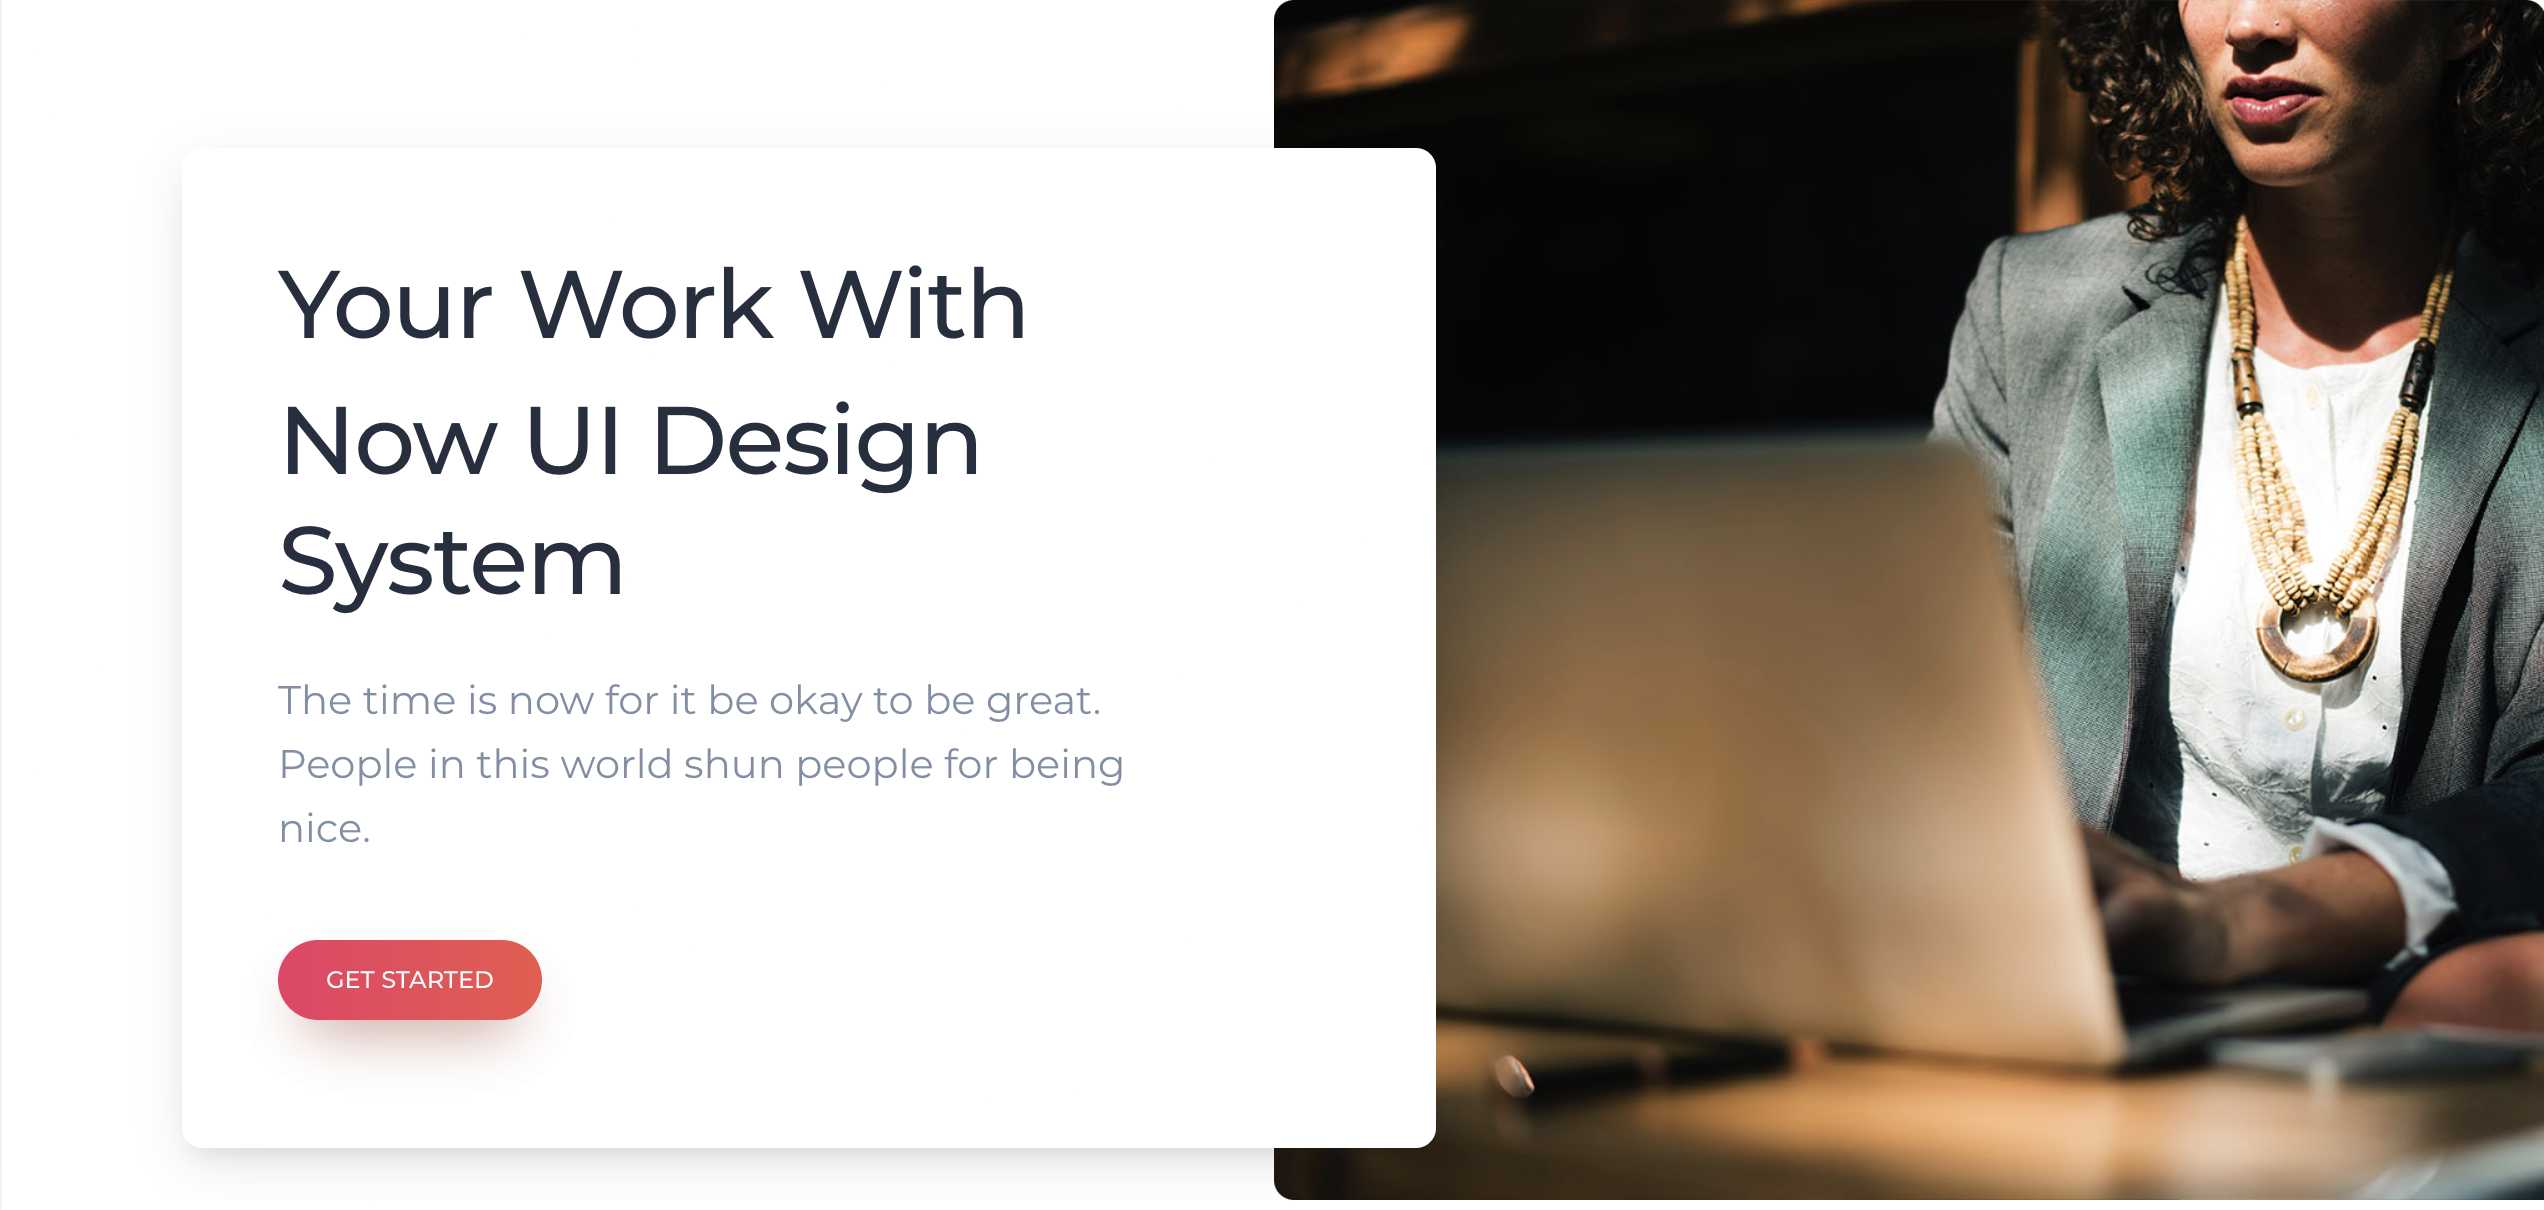 Your Work With
Now UI Design
System
The time is now for it be okay to be great.
People in this world shun people for being
nice.
GET STARTED